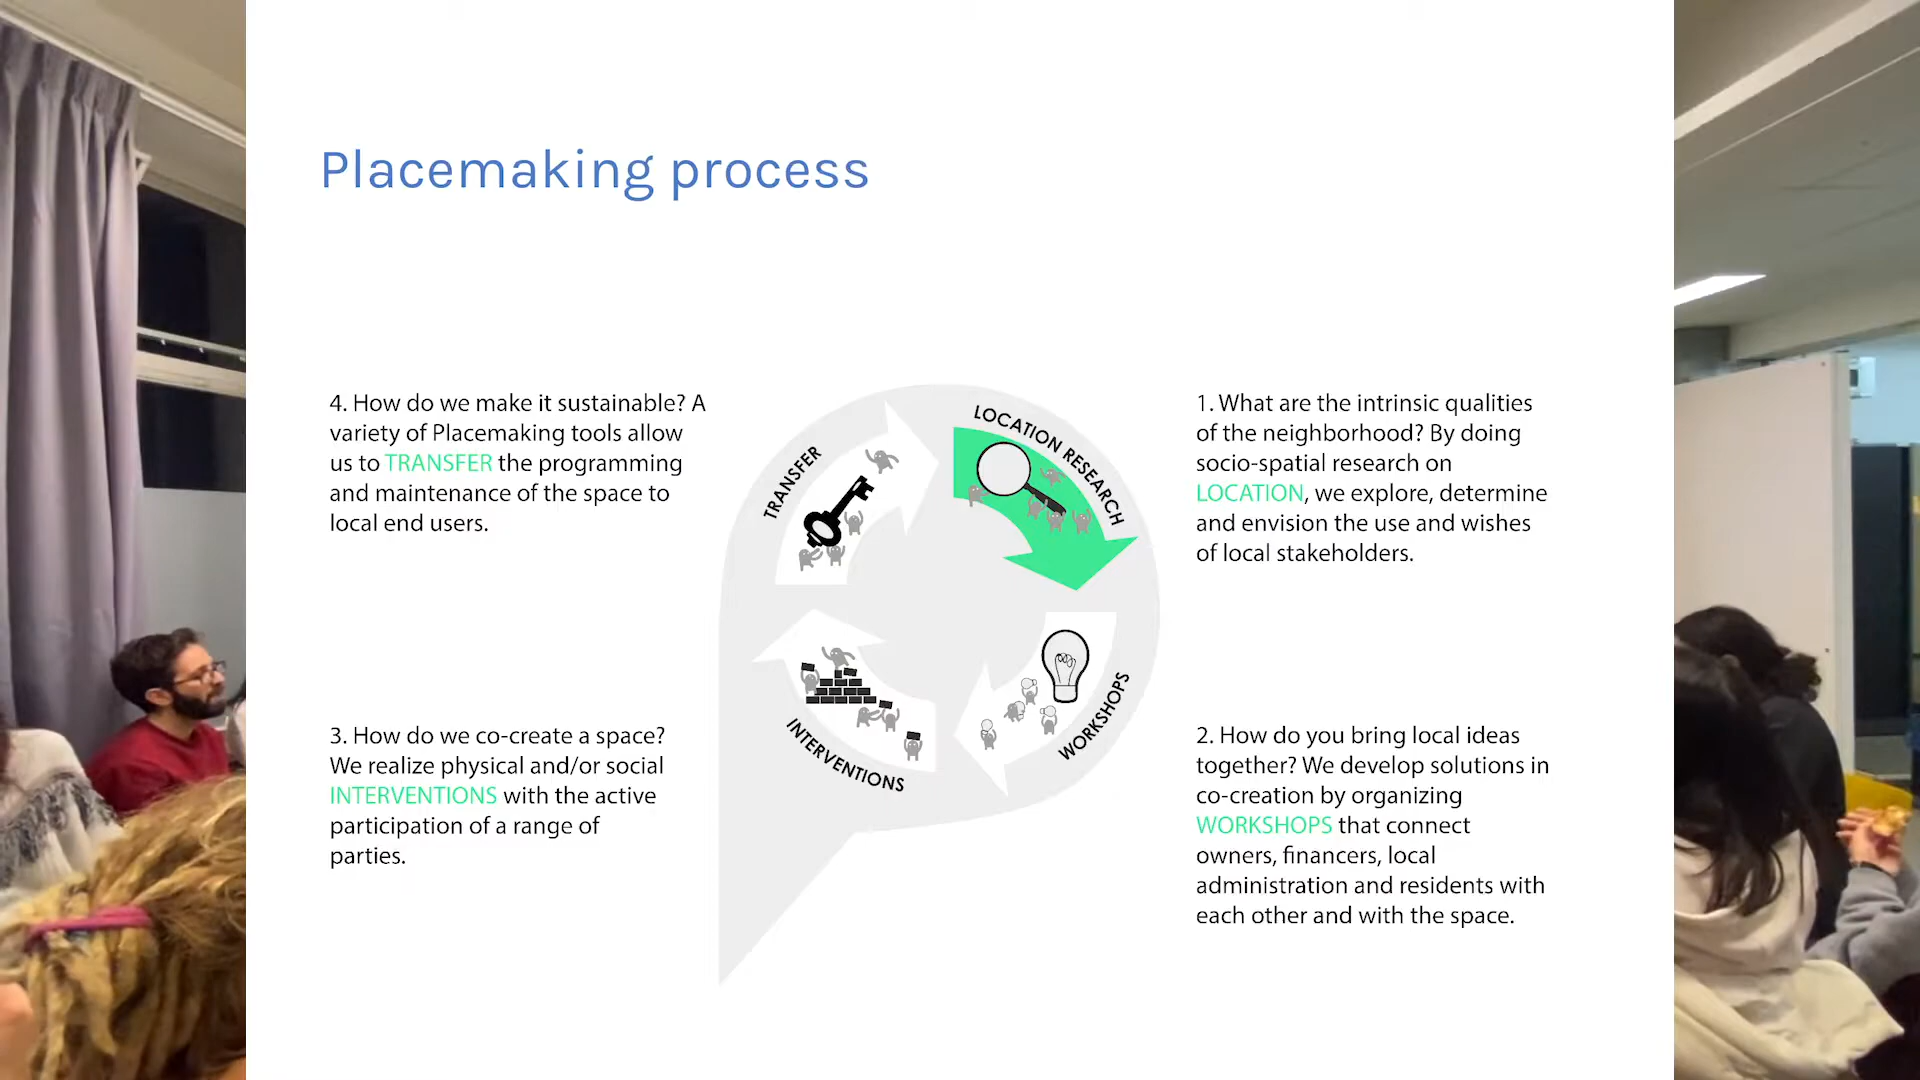 Placemaking process
4. How do we make it sustainable? A
variety of Placemaking tools allow
us to TRANSFER the programming
and maintenance of the space to
local end users.
TRANSFER
LOCATION RESEARCH
1. What are the intrinsic qualities
of the neighborhood? By doing
socio-spatial research on
LOCATION, we explore, determine
and envision the use and wishes
of local stakeholders.
3. How do we co-create a space?
We realize physical and/or social
INTERVENTIONS with the active
participation of a range of
parties.
INTERVENTIONS
WORKSHOPS
2. How do you bring local ideas
together? We develop solutions in
co-creation by organizing
WORKSHOPS that connect
owners, financers, local
administration and residents with
each other and with the space.